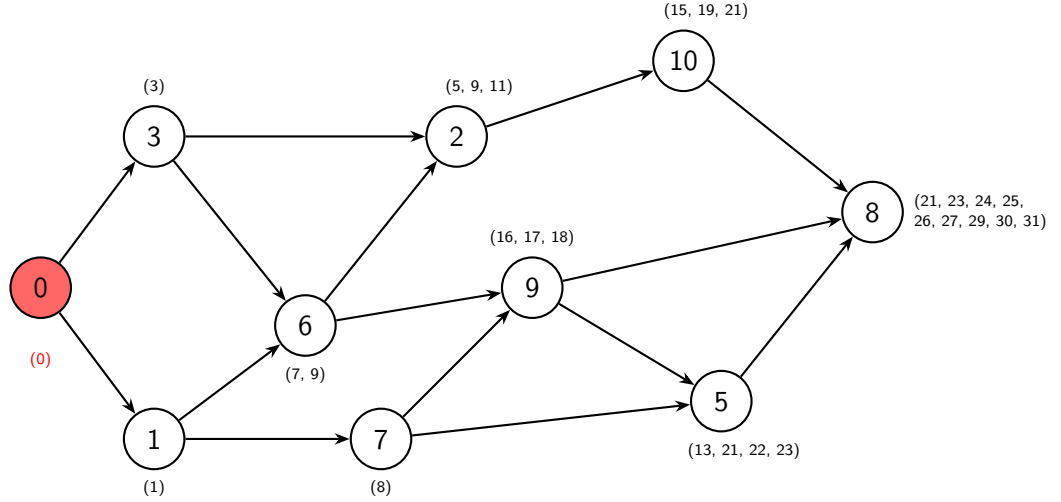 (15, 19, 21)
10
(3)
(5, 9, 11)
3
2
(21, 23, 24, 25,
26, 27, 29, 30, 31)
8
(16, 17, 18)
0
9
6
(0)
(7, 9)
5
1
7
(13, 21, 22, 23)
(1)
(8)